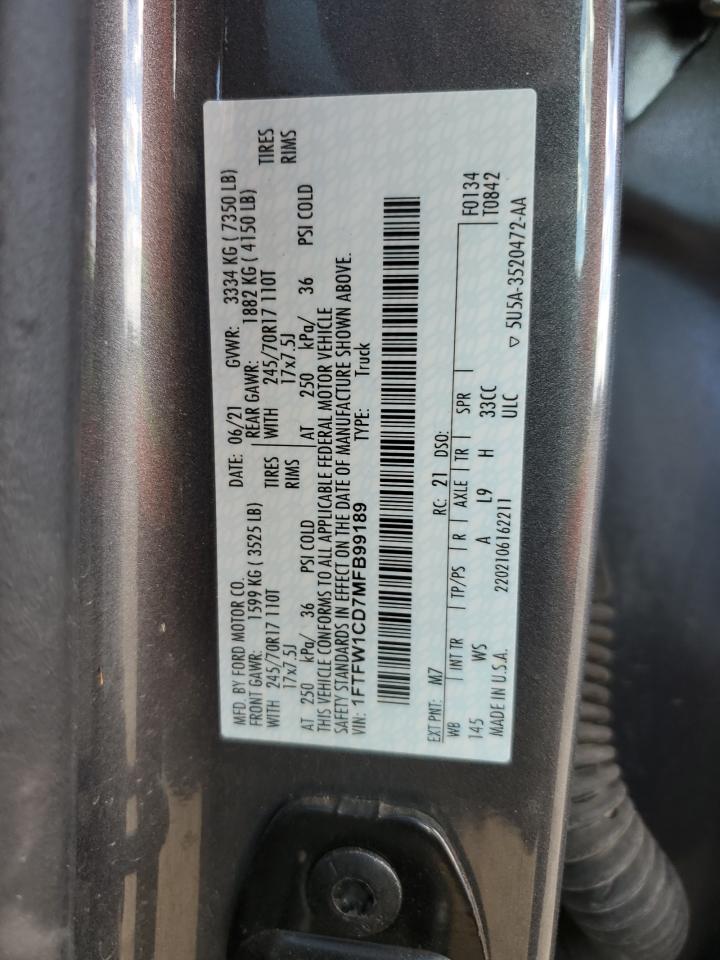 MFD. BY FORD MOTOR CO.
DATE: 06/21 GVWR: 3334 KG ( 7350 LB)
FRONT GAWR: 1599 KG ( 3525 LB) REAR GAWR: 1882 KG ( 4150 LB)
WITH 245/70R17 110T TIRES WITH 245/70R17 110T TIRES
17x7.5J RIMS 17x7.5J RIMS
AT 250 kPa/ 36 PSI COLD AT 250 kPa/ 36 PSI COLD
THIS VEHICLE CONFORMS TO ALL APPLICABLE FEDERAL MOTOR VEHICLE
SAFETY STANDARDS IN EFFECT ON THE DATE OF MANUFACTURE SHOWN ABOVE.
VIN: 1FTFW1CD7MFB99189 TYPE: Truck
EXT PNT: M7 RC: 21 DSO: F0134
WB INT TR TP/PS R AXLE TR SPR T0842
145 WS A L9 H 33CC
MADE IN U.S.A. 2202106162211 ULC ▽ 5U5A-3520472-AA